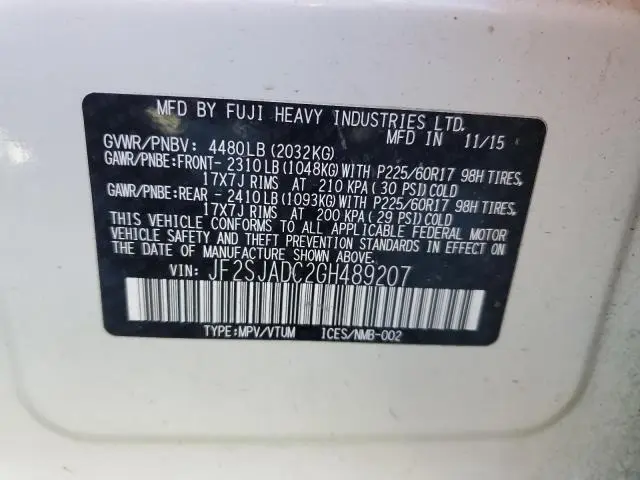 MFD BY FUJI HEAVY INDUSTRIES LTD.
MFD IN 11/15
GVWR/PNBV: 4480LB (2032KG)
GAWR/PNBE:FRONT- 2310LB (1048KG) WITH P225/60R17 98H TIRES,
17X7J RIMS AT 210 KPA ( 30 PSI) COLD
GAWR/PNBE:REAR - 2410LB (1093KG) WITH P225/60R17 98H TIRES,
17X7J RIMS AT 200 KPA ( 29 PSI) COLD
THIS VEHICLE CONFORMS TO ALL APPLICABLE FEDERAL MOTOR
VEHICLE SAFETY AND THEFT PREVENTION STANDARDS IN EFFECT ON
THE DATE OF MANUFACTURE SHOWN ABOVE.
VIN: JF2SJADC2GH489207
TYPE:MPV/VTUM ICES/NMB-002